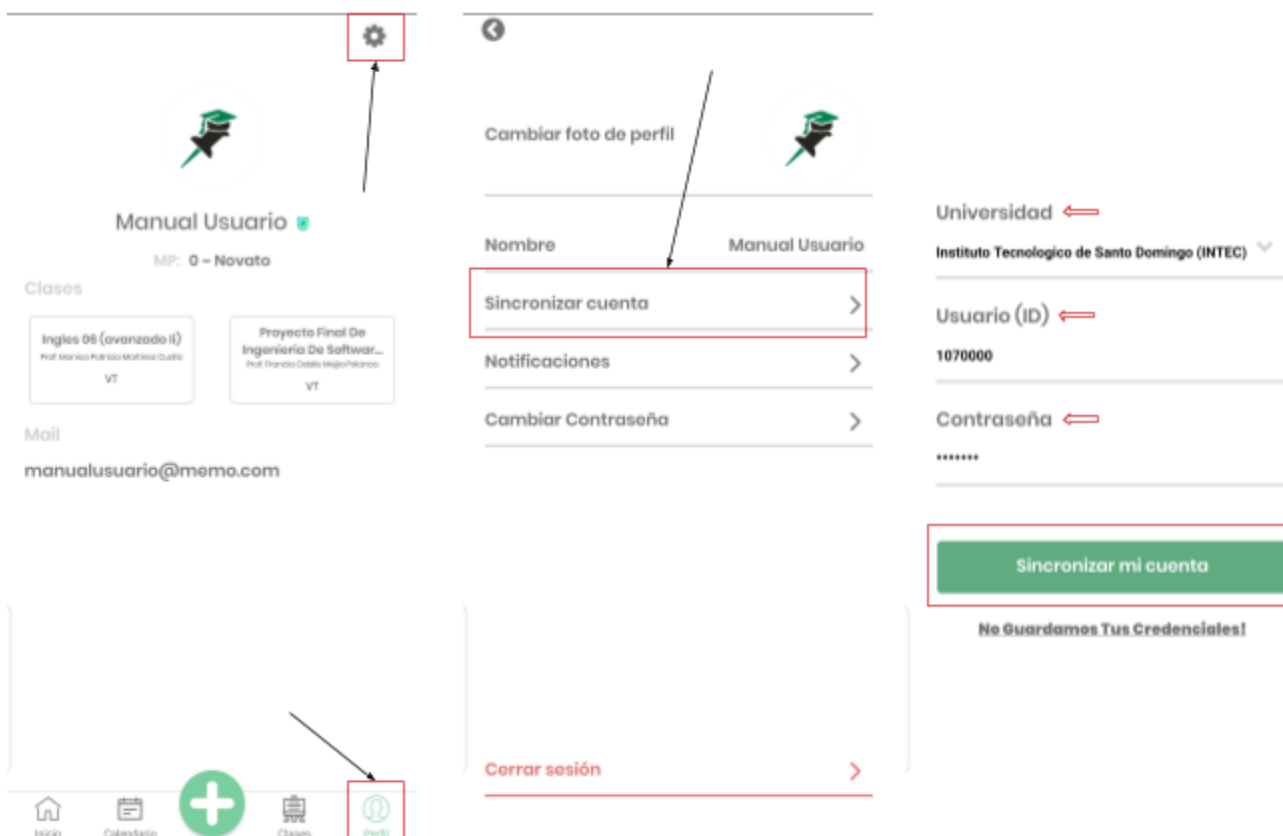 Manual Usuario
MP: 0 ~ Novato
Clases
Ingles 06 (avanzado Ii)
VT
Proyecto Final De
Ingenieria De Softwar...
VT
Mail
manualusuario@memo.com
Inicio
Calendario
Clases
Perfil
Cambiar foto de perfil
Nombre
Manual Usuario
Sincronizar cuenta
Notificaciones
Cambiar Contraseña
Cerrar sesión
Universidad
Instituto Tecnologico de Santo Domingo (INTEC)
Usuario (ID)
1070000
Contraseña
•••••••
Sincronizar mi cuenta
No Guardamos Tus Credenciales!